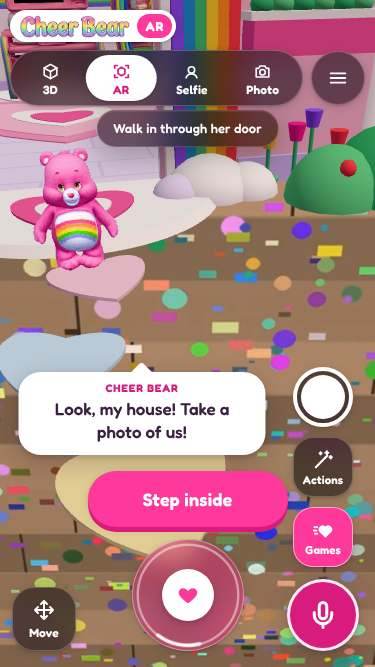 Cheer Bear AR
3D
AR
Selfie
Photo
Walk in through her door
CHEER BEAR
Look, my house! Take a
photo of us!
Actions
Step inside
Games
Move